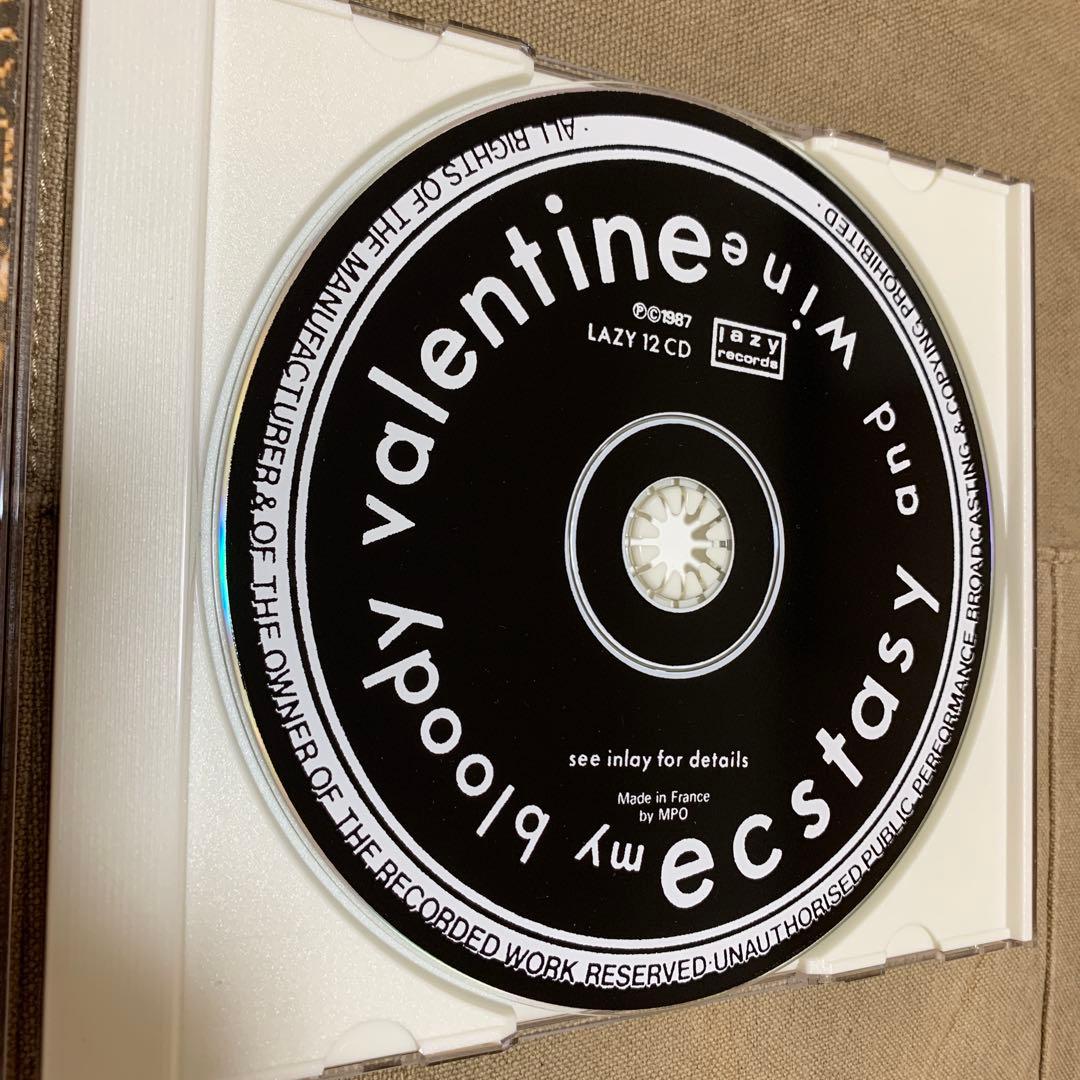 my bloody valentine
ecstasy and wine
℗©1987
LAZY 12 CD
lazy
records
see inlay for details
Made in France
by MPO
· ALL RIGHTS OF THE MANUFACTURER & OF THE OWNER OF THE RECORDED WORK RESERVED·UNAUTHORISED PUBLIC PERFORMANCE BROADCASTING & COPYING PROHIBITED·